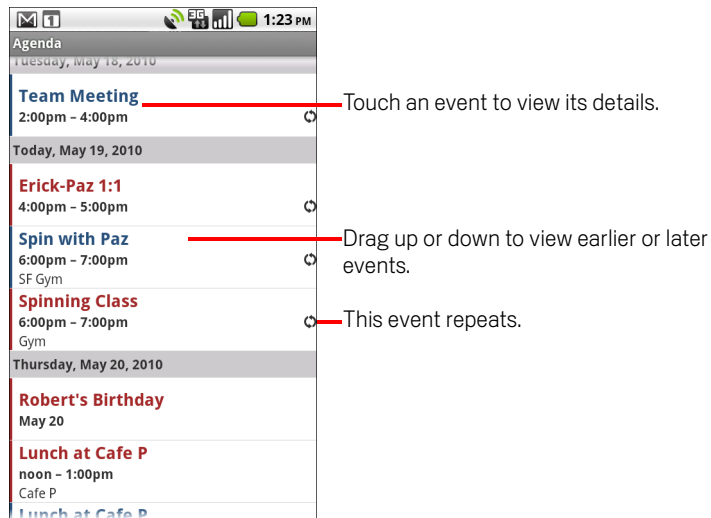 1
3G
1:23 PM
Agenda
Tuesday, May 18, 2010
Team Meeting
2:00pm – 4:00pm
Touch an event to view its details.
Today, May 19, 2010
Erick-Paz 1:1
4:00pm – 5:00pm
Spin with Paz
6:00pm – 7:00pm
SF Gym
Drag up or down to view earlier or later
events.
Spinning Class
6:00pm – 7:00pm
Gym
This event repeats.
Thursday, May 20, 2010
Robert's Birthday
May 20
Lunch at Cafe P
noon – 1:00pm
Cafe P
Lunch at Cafe P